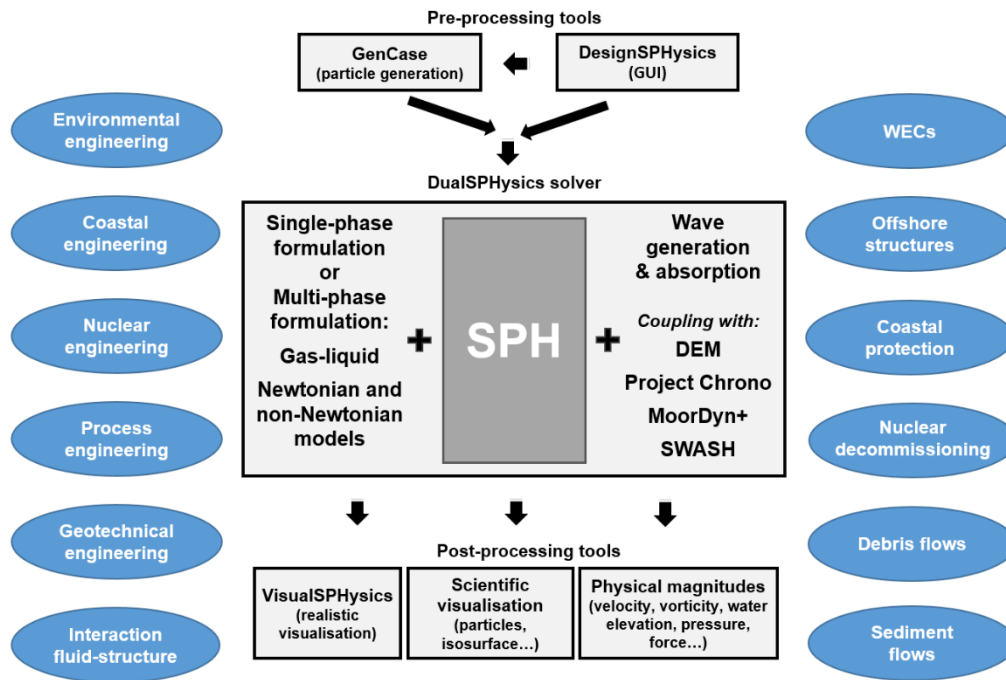 Pre-processing tools
GenCase
(particle generation)
DesignSPHysics
(GUI)
Environmental
engineering
Coastal
engineering
Nuclear
engineering
Process
engineering
Geotechnical
engineering
Interaction
fluid-structure
DualSPHysics solver
Single-phase
formulation
or
Multi-phase
formulation:
Gas-liquid
Newtonian and
non-Newtonian
models
+
SPH
+
Wave
generation
& absorption
Coupling with:
DEM
Project Chrono
MoorDyn+
SWASH
WECs
Offshore
structures
Coastal
protection
Nuclear
decommissioning
Debris flows
Sediment
flows
Post-processing tools
VisualSPHysics
(realistic
visualisation)
Scientific
visualisation
(particles,
isosurface...)
Physical magnitudes
(velocity, vorticity, water
elevation, pressure,
force...)